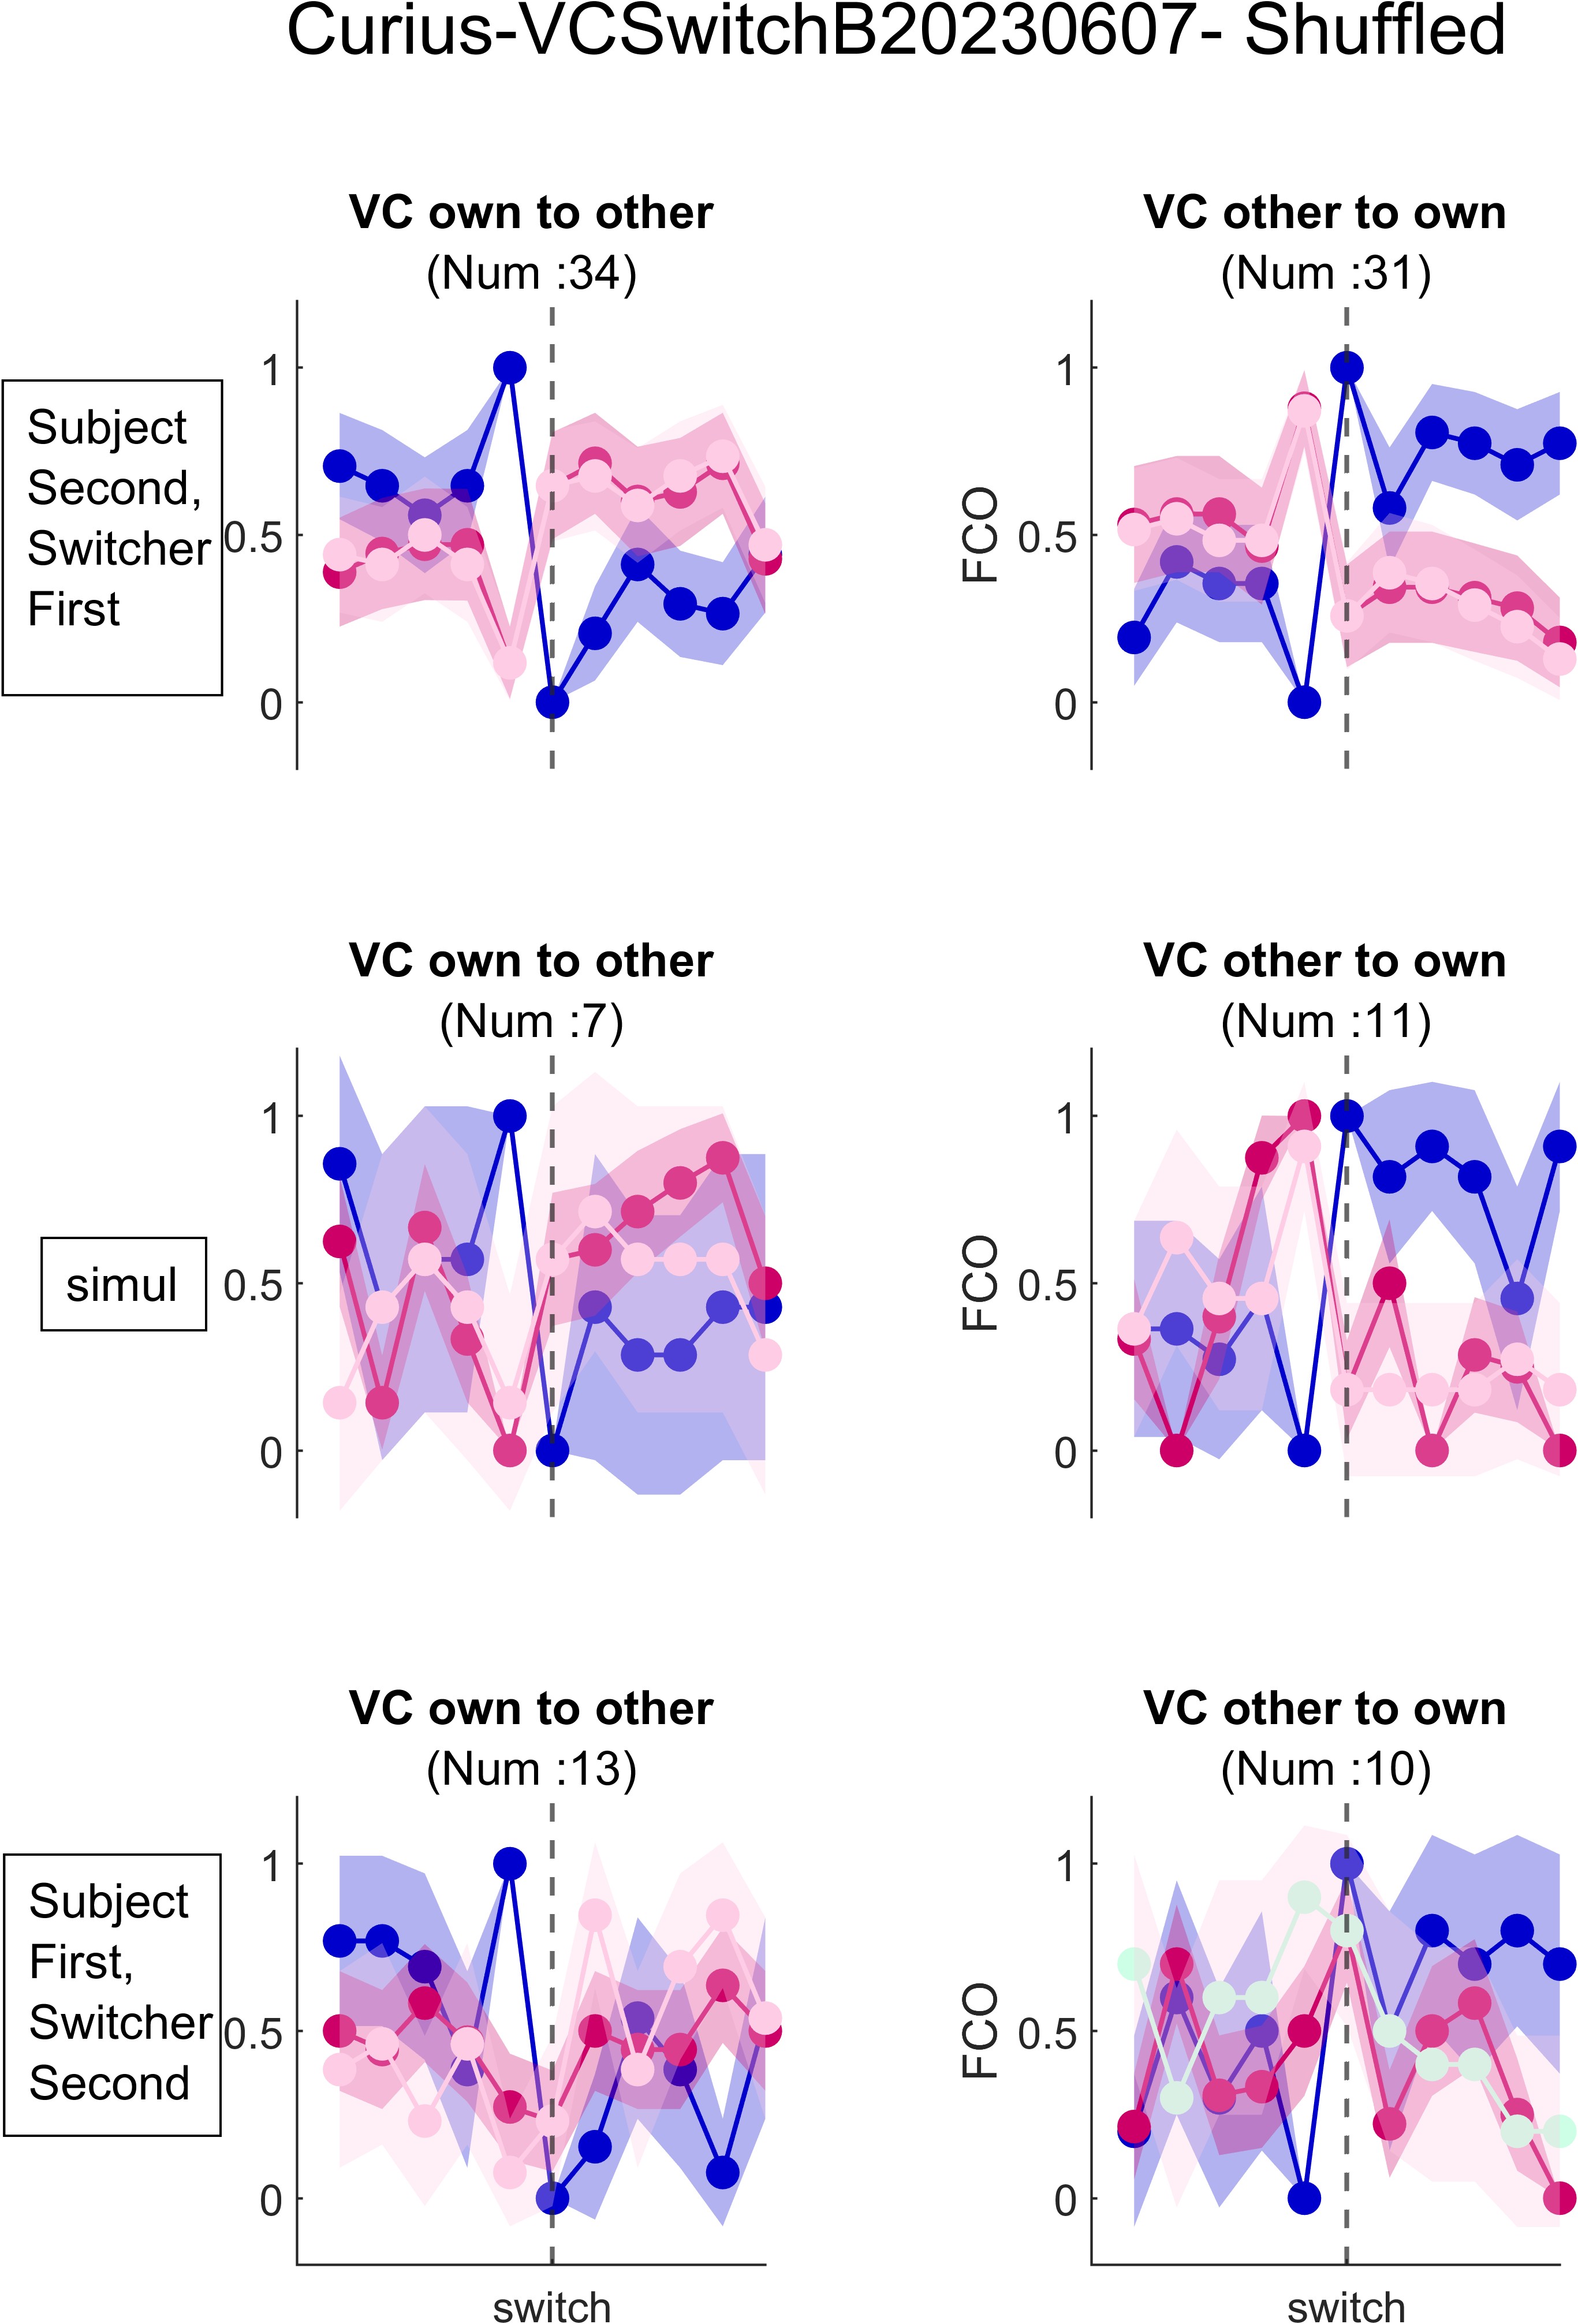 Curius-VCSwitchB20230607- Shuffled
VC own to other
(Num :34)
VC other to own
(Num :31)
Subject
Second,
Switcher
First
1
0.5
0
FCO
1
0.5
0
VC own to other
(Num :7)
VC other to own
(Num :11)
simul
1
0.5
0
FCO
1
0.5
0
VC own to other
(Num :13)
VC other to own
(Num :10)
Subject
First,
Switcher
Second
1
0.5
0
switch
FCO
1
0.5
0
switch